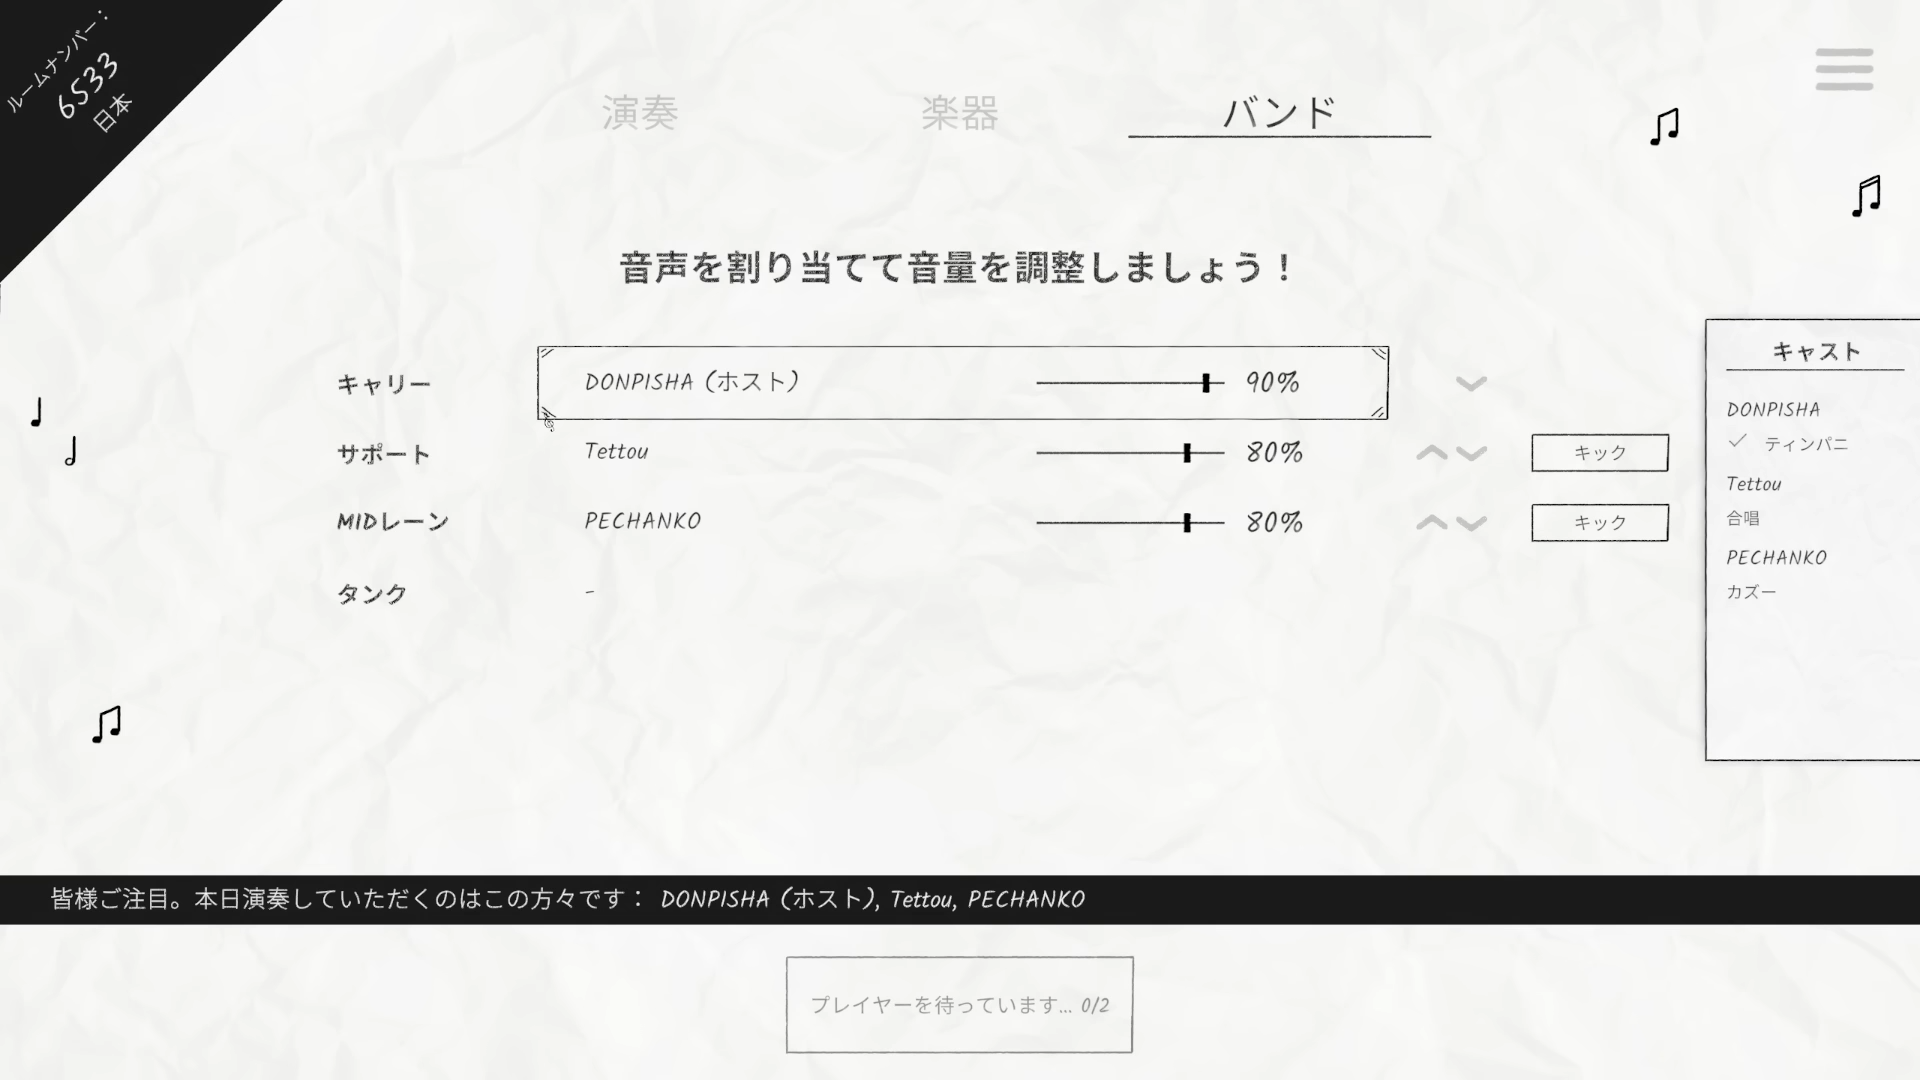 ルームナンバー：
6533
日本
演奏 楽器 バンド
音声を割り当てて音量を調整しましょう！
キャリー DONPISHA (ホスト) 90%
サポート Tettou 80% キック
MIDレーン PECHANKO 80% キック
タンク -
キャスト
DONPISHA
ティンパニ
Tettou
合唱
PECHANKO
カズー
皆様ご注目。本日演奏していただくのはこの方々です： DONPISHA (ホスト), Tettou, PECHANKO
プレイヤーを待っています... 0/2